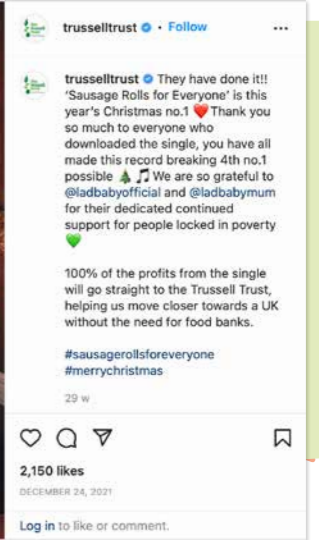 trusselltrust • Follow
trusselltrust They have done it!!
‘Sausage Rolls for Everyone’ is this
year's Christmas no.1 ❤️Thank you
so much to everyone who
downloaded the single, you have all
made this record breaking 4th no.1
possible 🎄 🎵We are so grateful to
@ladbabyofficial and @ladbabymum
for their dedicated continued
support for people locked in poverty
💚
100% of the profits from the single
will go straight to the Trussell Trust,
helping us move closer towards a UK
without the need for food banks.
#sausagerollsforeveryone
#merrychristmas
29 w
2,150 likes
DECEMBER 24, 2021
Log in to like or comment.